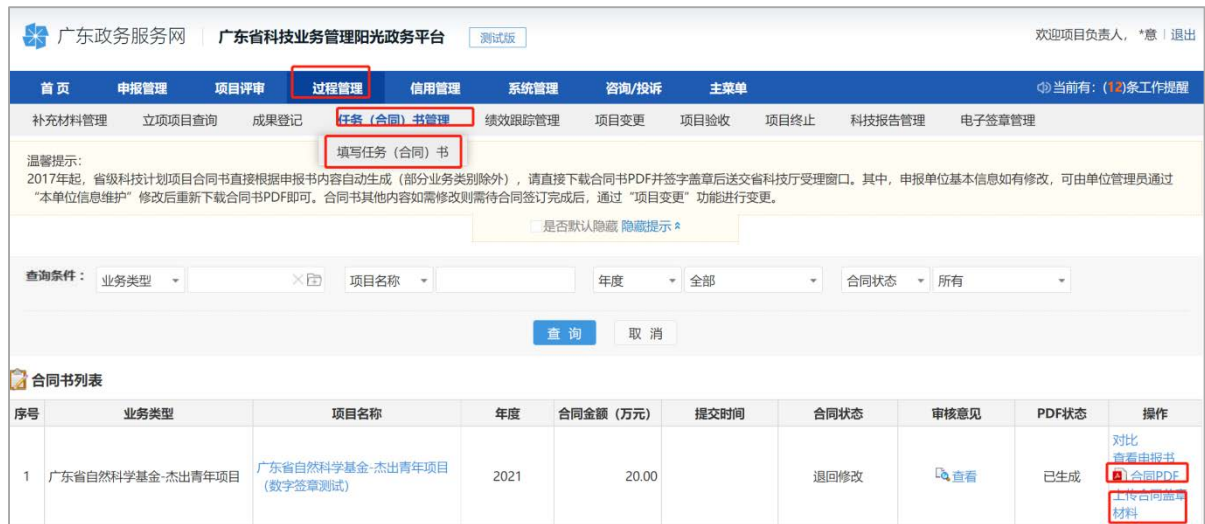 广东政务服务网 广东省科技业务管理阳光政务平台 测试版 欢迎项目负责人, *意 | 退出
首页 申报管理 项目评审 过程管理 信用管理 系统管理 咨询/投诉 主菜单 当前有: (12)条工作提醒
补充材料管理 立项项目查询 成果登记 任务(合同)书管理 绩效跟踪管理 项目变更 项目验收 项目终止 科技报告管理 电子签章管理
填写任务(合同)书
温馨提示:
2017年起, 省级科技计划项目合同书直接根据申报书内容自动生成(部分业务类别除外), 请直接下载合同书PDF并签字盖章后送交省科技厅受理窗口。其中, 申报单位基本信息如有修改, 可由单位管理员通过
“本单位信息维护”修改后重新下载合同书PDF即可。合同书其他内容如需修改则需待合同签订完成后, 通过“项目变更”功能进行变更。
是否默认隐藏 隐藏提示
查询条件: 业务类型 项目名称 年度 全部 合同状态 所有
查 询 取 消
合同书列表
序号 业务类型 项目名称 年度 合同金额(万元) 提交时间 合同状态 审核意见 PDF状态 操作
对比
查看申报书
1 广东省自然科学基金-杰出青年项目 广东省自然科学基金-杰出青年项目 2021 20.00 退回修改 查看 已生成 合同PDF
(数字签章测试) 上传合同盖章
材料